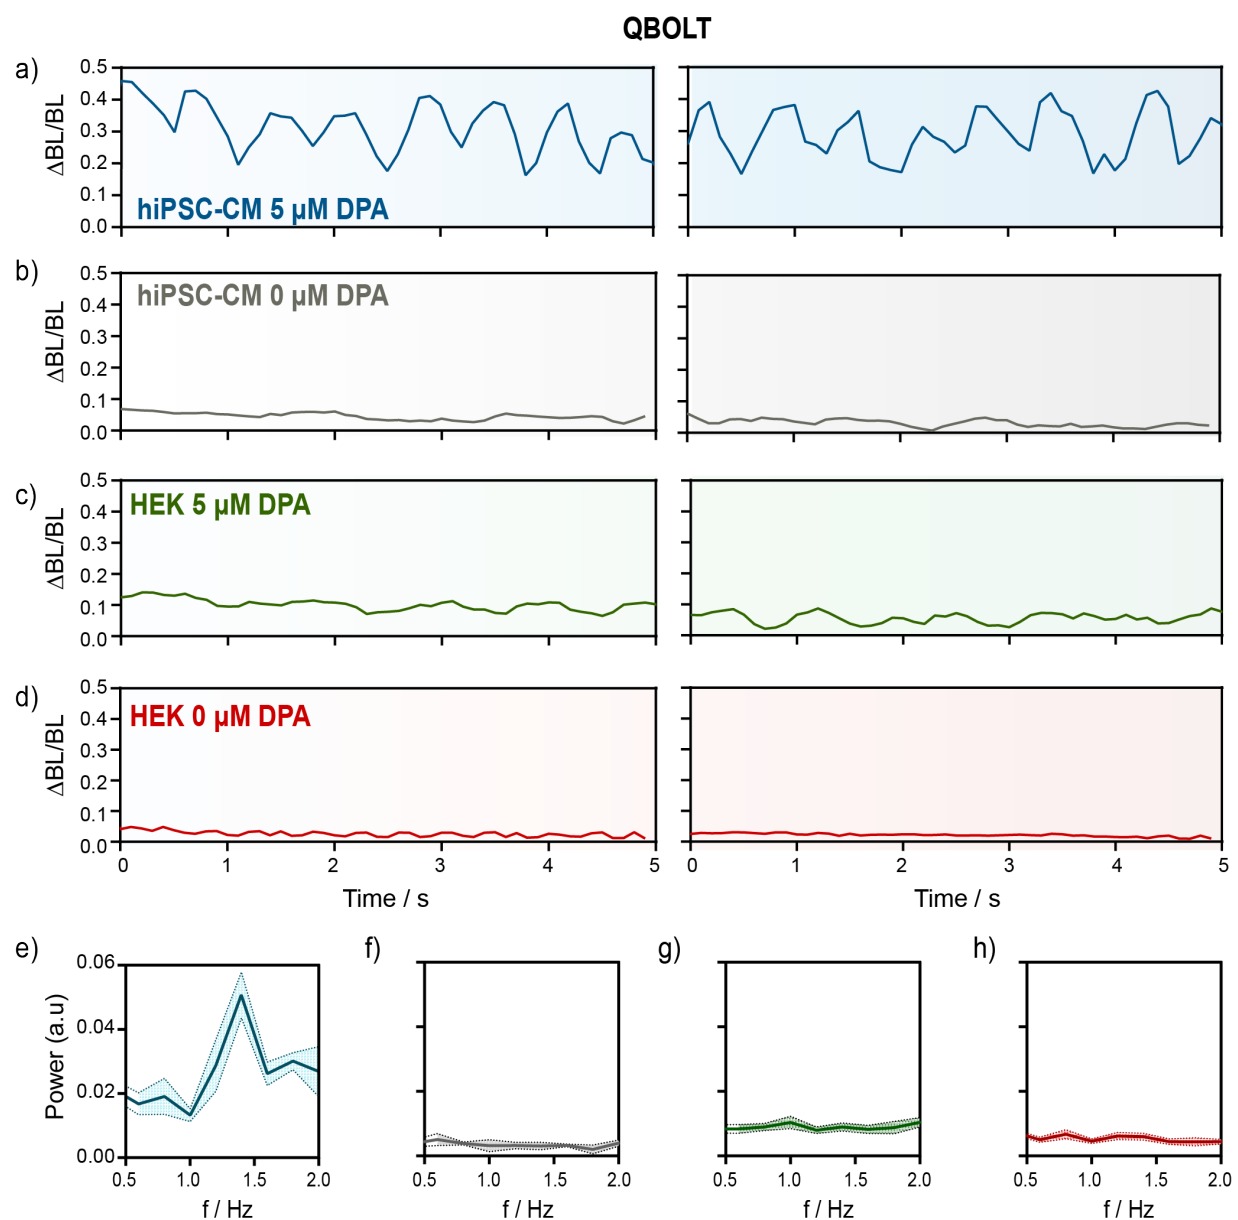 QBOLT
a)
0.5
0.4
0.3
0.2
0.1
0.0
ΔBL/BL
hiPSC-CM 5 µM DPA
b)
0.5
0.4
0.3
0.2
0.1
0.0
ΔBL/BL
hiPSC-CM 0 µM DPA
c)
0.5
0.4
0.3
0.2
0.1
0.0
ΔBL/BL
HEK 5 µM DPA
d)
0.5
0.4
0.3
0.2
0.1
0.0
ΔBL/BL
HEK 0 µM DPA
0 1 2 3 4 5
0 1 2 3 4 5
Time / s
Time / s
e)
0.06
0.04
0.02
0.00
Power (a.u)
0.5 1.0 1.5 2.0
f / Hz
f)
0.5 1.0 1.5 2.0
f / Hz
g)
0.5 1.0 1.5 2.0
f / Hz
h)
0.5 1.0 1.5 2.0
f / Hz